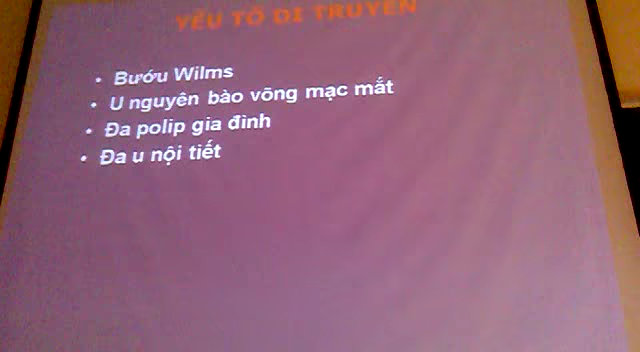 YẾU TỐ DI TRUYỀN
• Bướu Wilms
• U nguyên bào võng mạc mắt
• Đa polip gia đình
• Đa u nội tiết